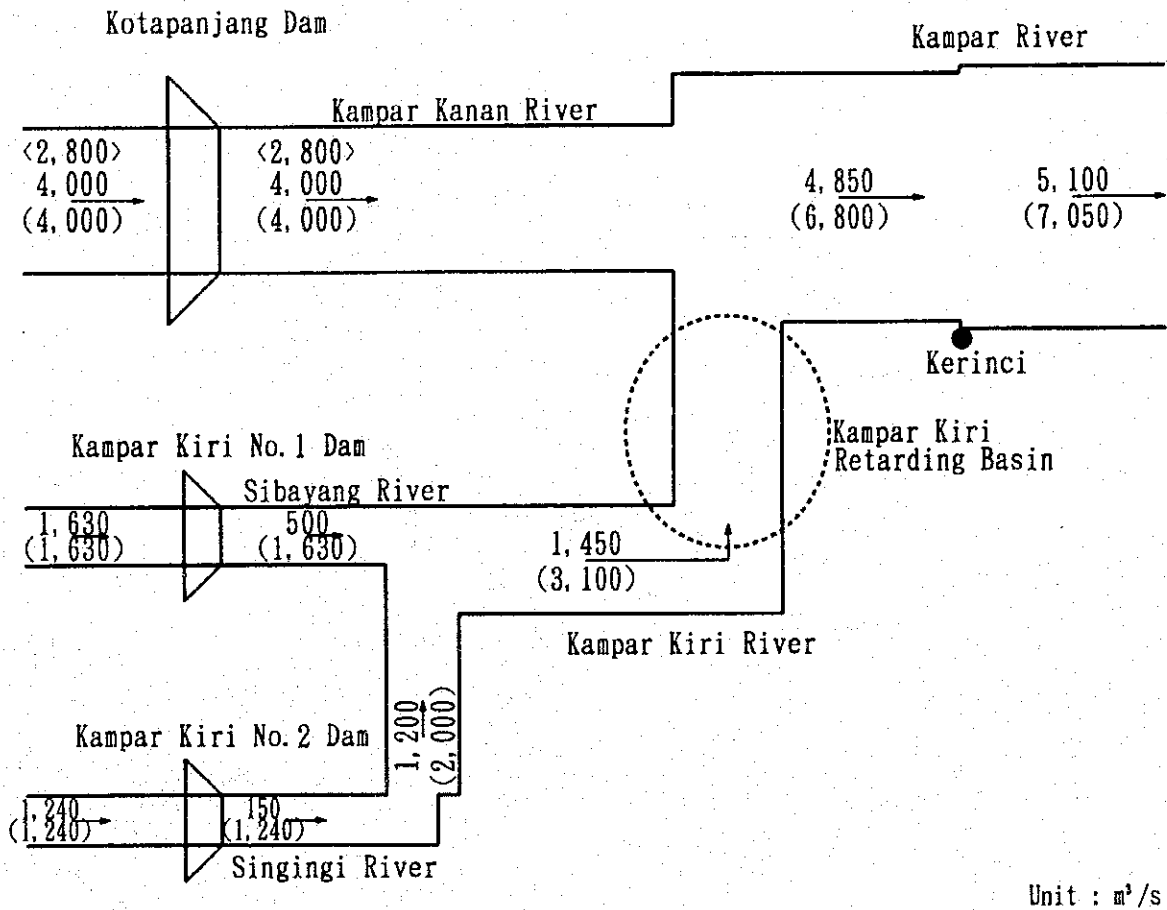 Kotapanjang Dam
Kampar River
Kampar Kanan River
<2,800>
4,000
(4,000)
<2,800>
4,000
(4,000)
4,850
(6,800)
5,100
(7,050)
Kerinci
Kampar Kiri
Retarding Basin
Kampar Kiri No.1 Dam
Sibayang River
1,630
(1,630)
500
(1,630)
1,450
(3,100)
Kampar Kiri River
1,200
(2,000)
Kampar Kiri No.2 Dam
1,240
(1,240)
150
(1,240)
Singingi River
Unit : m³/s